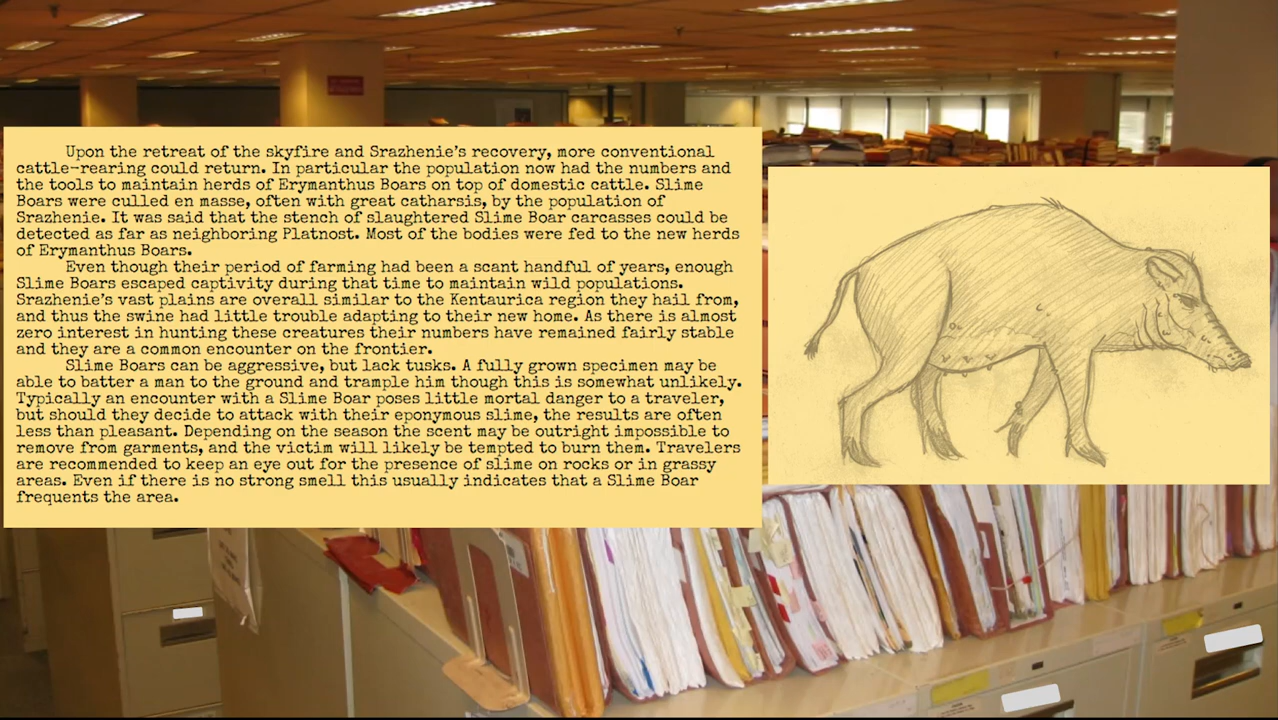 Upon the retreat of the skyfire and Srazhenie's recovery, more conventional
cattle-rearing could return. In particular the population now had the numbers and
the tools to maintain herds of Erymanthus Boars on top of domestic cattle. Slime
Boars were culled en masse, often with great catharsis, by the population of
Srazhenie. It was said that the stench of slaughtered Slime Boar carcasses could be
detected as far as neighboring Platnost. Most of the bodies were fed to the new herds
of Erymanthus Boars.
Even though their period of farming had been a scant handful of years, enough
Slime Boars escaped captivity during that time to maintain wild populations.
Srazhenie's vast plains are overall similar to the Kentaurica region they hail from,
and thus the swine had little trouble adapting to their new home. As there is almost
zero interest in hunting these creatures their numbers have remained fairly stable
and they are a common encounter on the frontier.
Slime Boars can be aggressive, but lack tusks. A fully grown specimen may be
able to batter a man to the ground and trample him though this is somewhat unlikely.
Typically an encounter with a Slime Boar poses little mortal danger to a traveler,
but should they decide to attack with their eponymous slime, the results are often
less than pleasant. Depending on the season the scent may be outright impossible to
remove from garments, and the victim will likely be tempted to burn them. Travelers
are recommended to keep an eye out for the presence of slime on rocks or in grassy
areas. Even if there is no strong smell this usually indicates that a Slime Boar
frequents the area.